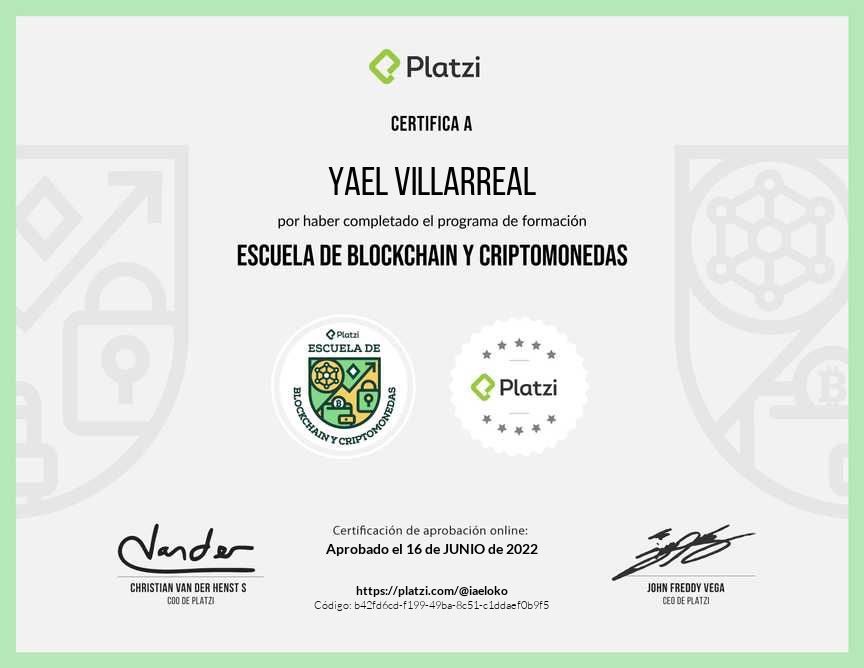 Platzi
CERTIFICA A
YAEL VILLARREAL
por haber completado el programa de formación
ESCUELA DE BLOCKCHAIN Y CRIPTOMONEDAS
Platzi
ESCUELA DE
BLOCKCHAIN Y CRIPTOMONEDAS
Platzi
Vander
Certificación de aprobación online:
Aprobado el 16 de JUNIO de 2022
CHRISTIAN VAN DER HENST S
COO DE PLATZI
https://platzi.com/@iaeloko
Código: b42fd6cd-f199-49ba-8c51-c1ddaef0b9f5
JOHN FREDDY VEGA
CEO DE PLATZI